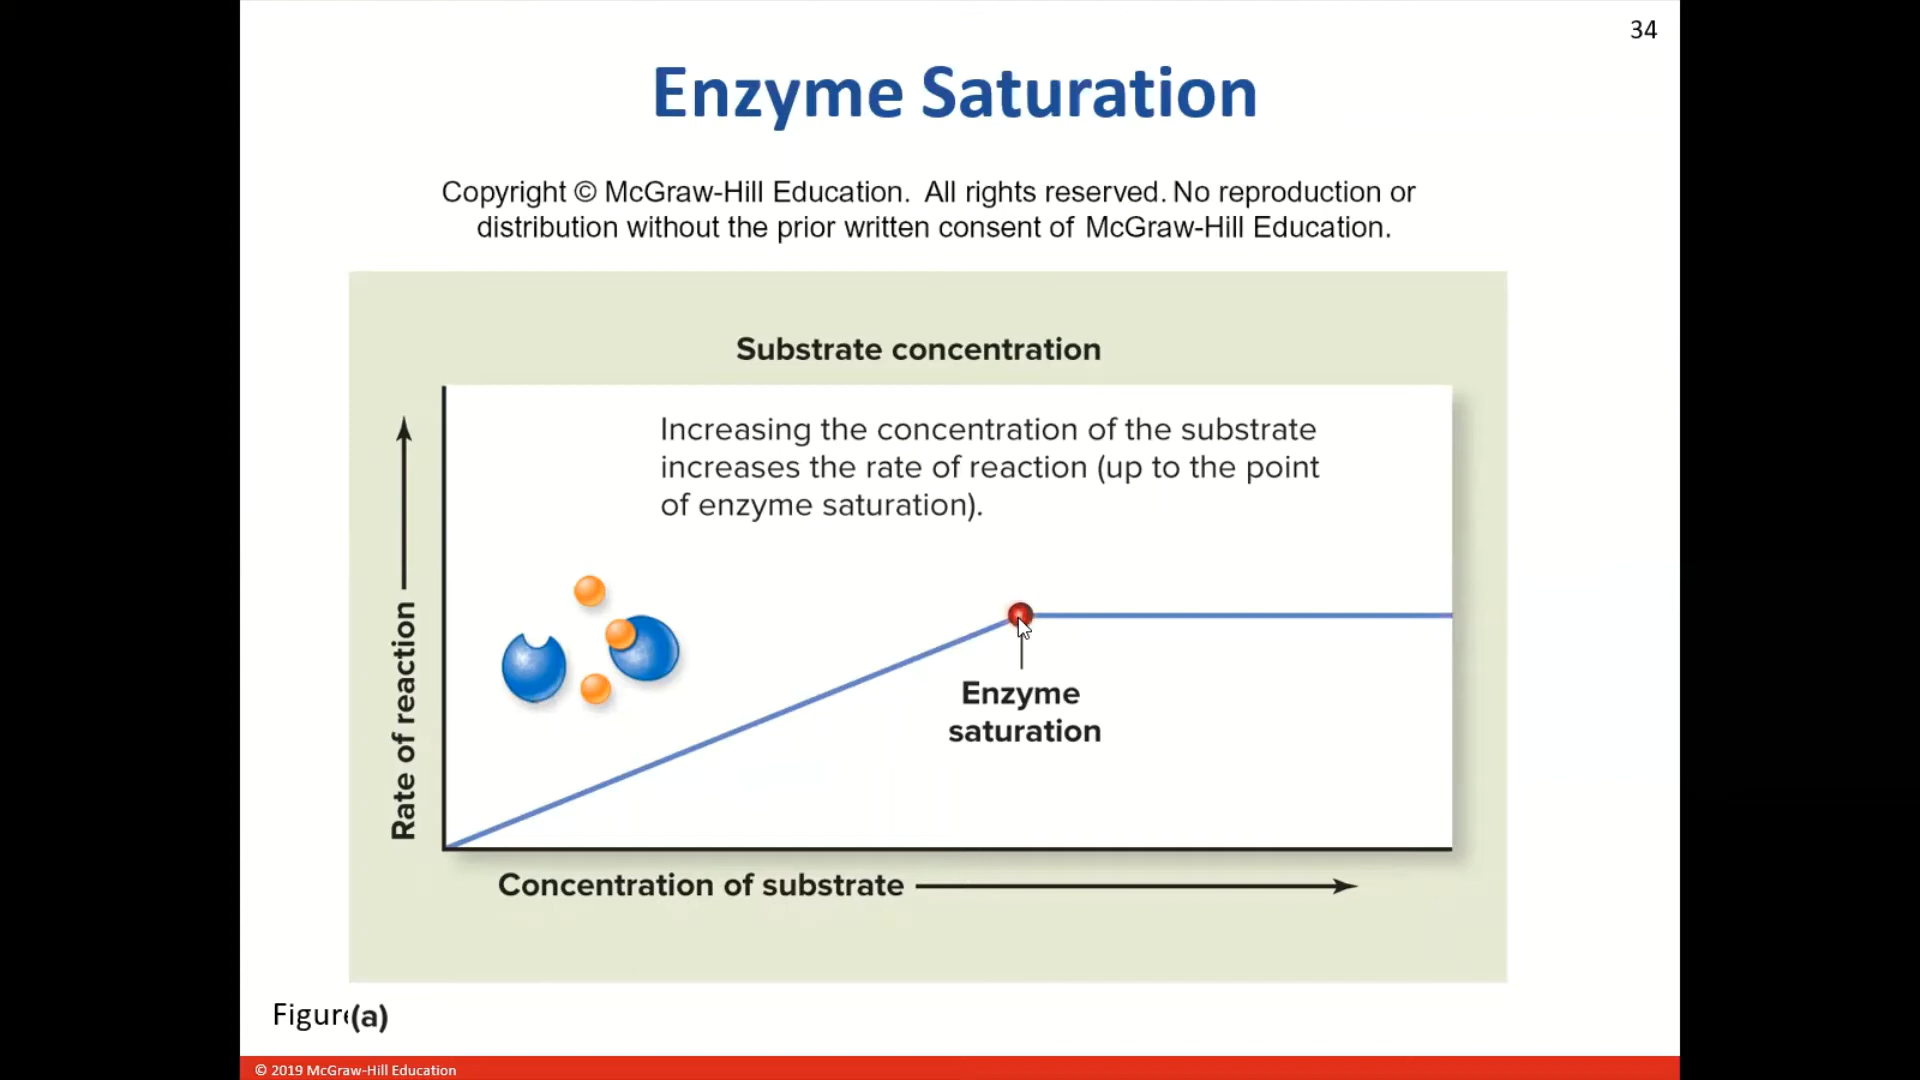 34
Enzyme Saturation
Copyright © McGraw-Hill Education. All rights reserved. No reproduction or
distribution without the prior written consent of McGraw-Hill Education.
Substrate concentration
Increasing the concentration of the substrate
increases the rate of reaction (up to the point
of enzyme saturation).
Rate of reaction
Enzyme
saturation
Concentration of substrate
(a)
© 2019 McGraw-Hill Education